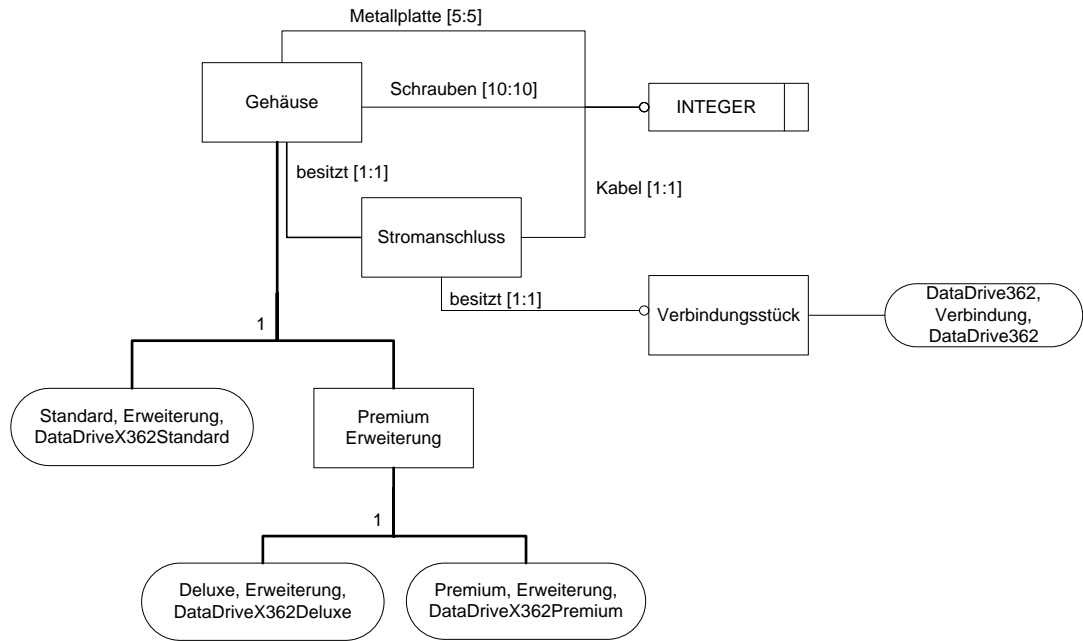 Metallplatte [5:5]
Gehäuse
Schrauben [10:10]
INTEGER
besitzt [1:1]
Kabel [1:1]
Stromanschluss
besitzt [1:1]
Verbindungsstück
DataDrive362,
Verbindung,
DataDrive362
1
Standard, Erweiterung,
DataDriveX362Standard
Premium
Erweiterung
1
Deluxe, Erweiterung,
DataDriveX362Deluxe
Premium, Erweiterung,
DataDriveX362Premium